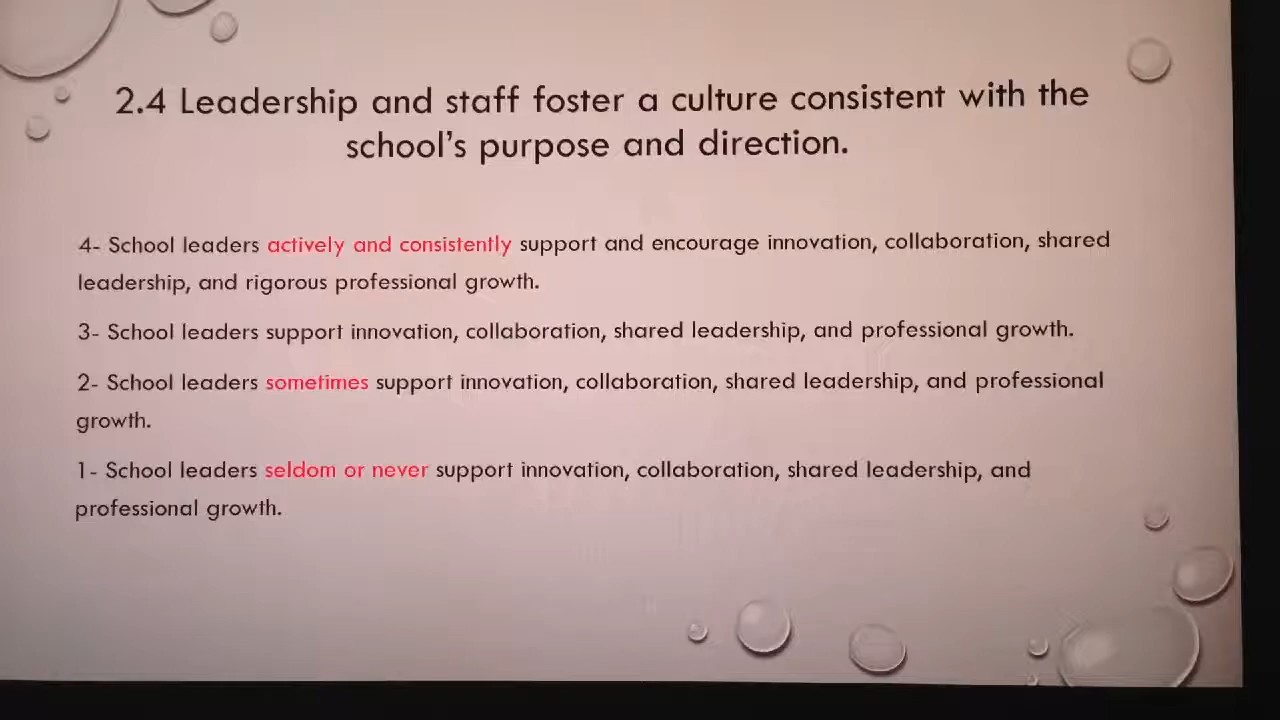 2.4 Leadership and staff foster a culture consistent with the
school's purpose and direction.
4- School leaders actively and consistently support and encourage innovation, collaboration, shared
leadership, and rigorous professional growth.
3- School leaders support innovation, collaboration, shared leadership, and professional growth.
2- School leaders sometimes support innovation, collaboration, shared leadership, and professional
growth.
1- School leaders seldom or never support innovation, collaboration, shared leadership, and
professional growth.